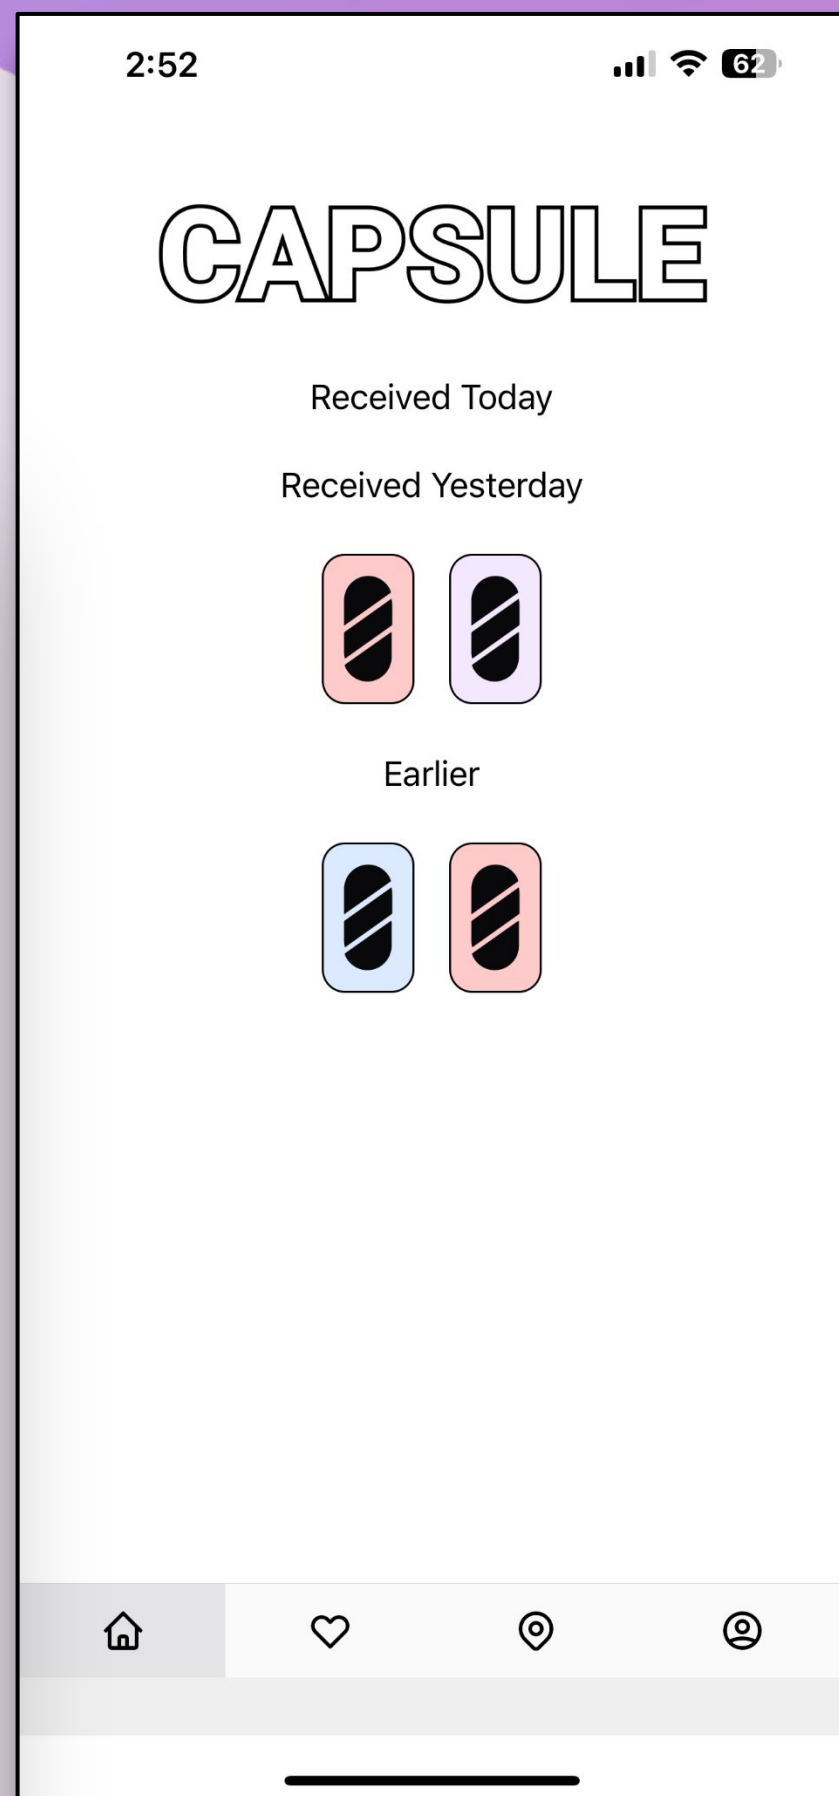 2:52
62
CAPSULE
Received Today
Received Yesterday
Earlier